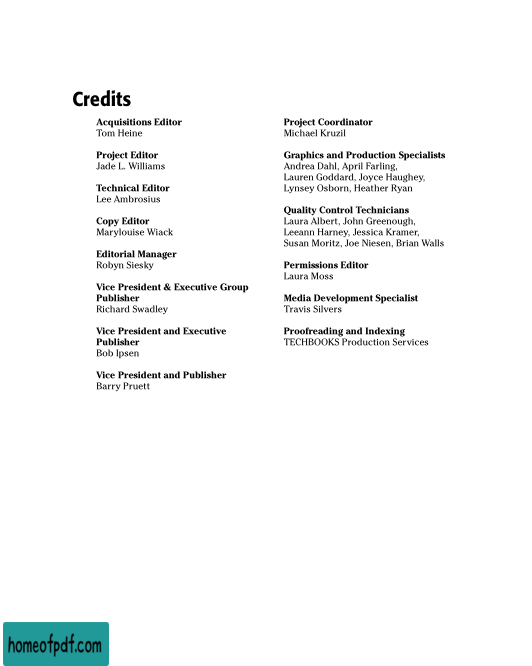 Credits
Acquisitions Editor
Tom Heine
Project Editor
Jade L. Williams
Technical Editor
Lee Ambrosius
Copy Editor
Marylouise Wiack
Editorial Manager
Robyn Siesky
Vice President & Executive Group
Publisher
Richard Swadley
Vice President and Executive
Publisher
Bob Ipsen
Vice President and Publisher
Barry Pruett
Project Coordinator
Michael Kruzil
Graphics and Production Specialists
Andrea Dahl, April Farling,
Lauren Goddard, Joyce Haughey,
Lynsey Osborn, Heather Ryan
Quality Control Technicians
Laura Albert, John Greenough,
Leeann Harney, Jessica Kramer,
Susan Moritz, Joe Niesen, Brian Walls
Permissions Editor
Laura Moss
Media Development Specialist
Travis Silvers
Proofreading and Indexing
TECHBOOKS Production Services
homeofpdf.com